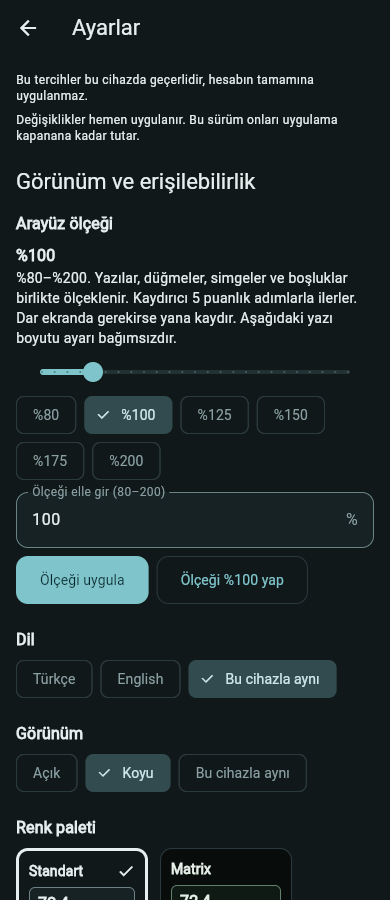 Ayarlar
Bu tercihler bu cihazda geçerlidir, hesabın tamamına
uygulanmaz.
Değişiklikler hemen uygulanır. Bu sürüm onları uygulama
kapanana kadar tutar.
Görünüm ve erişilebilirlik
Arayüz ölçeği
%100
%80–%200. Yazılar, düğmeler, simgeler ve boşluklar
birlikte ölçeklenir. Kaydırıcı 5 puanlık adımlarla ilerler.
Dar ekranda gerekirse yana kaydır. Aşağıdaki yazı
boyutu ayarı bağımsızdır.
%80 %100 %125 %150
%175 %200
Ölçeği elle gir (80–200)
100 %
Ölçeği uygula Ölçeği %100 yap
Dil
Türkçe English Bu cihazla aynı
Görünüm
Açık Koyu Bu cihazla aynı
Renk paleti
Standart Matrix